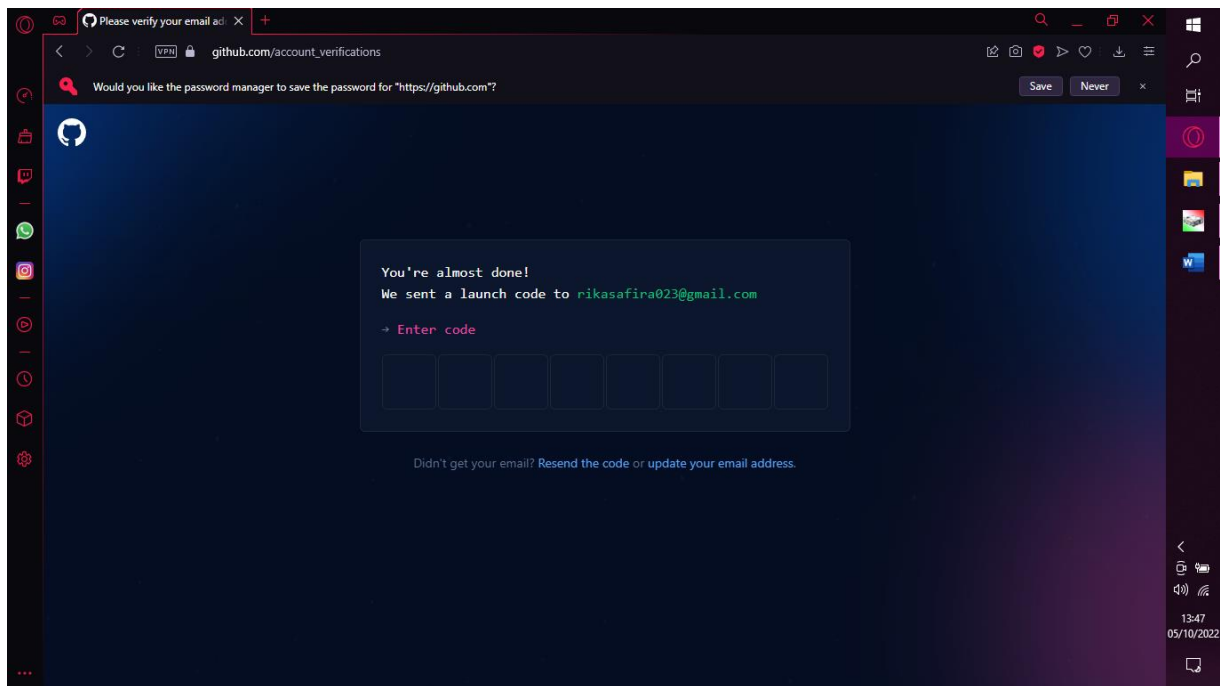 Please verify your email ad
VPN
github.com/account_verifications
Would you like the password manager to save the password for "https://github.com"?
Save
Never
You're almost done!
We sent a launch code to rikasafira023@gmail.com
→ Enter code
Didn't get your email? Resend the code or update your email address.
W
13:47
05/10/2022